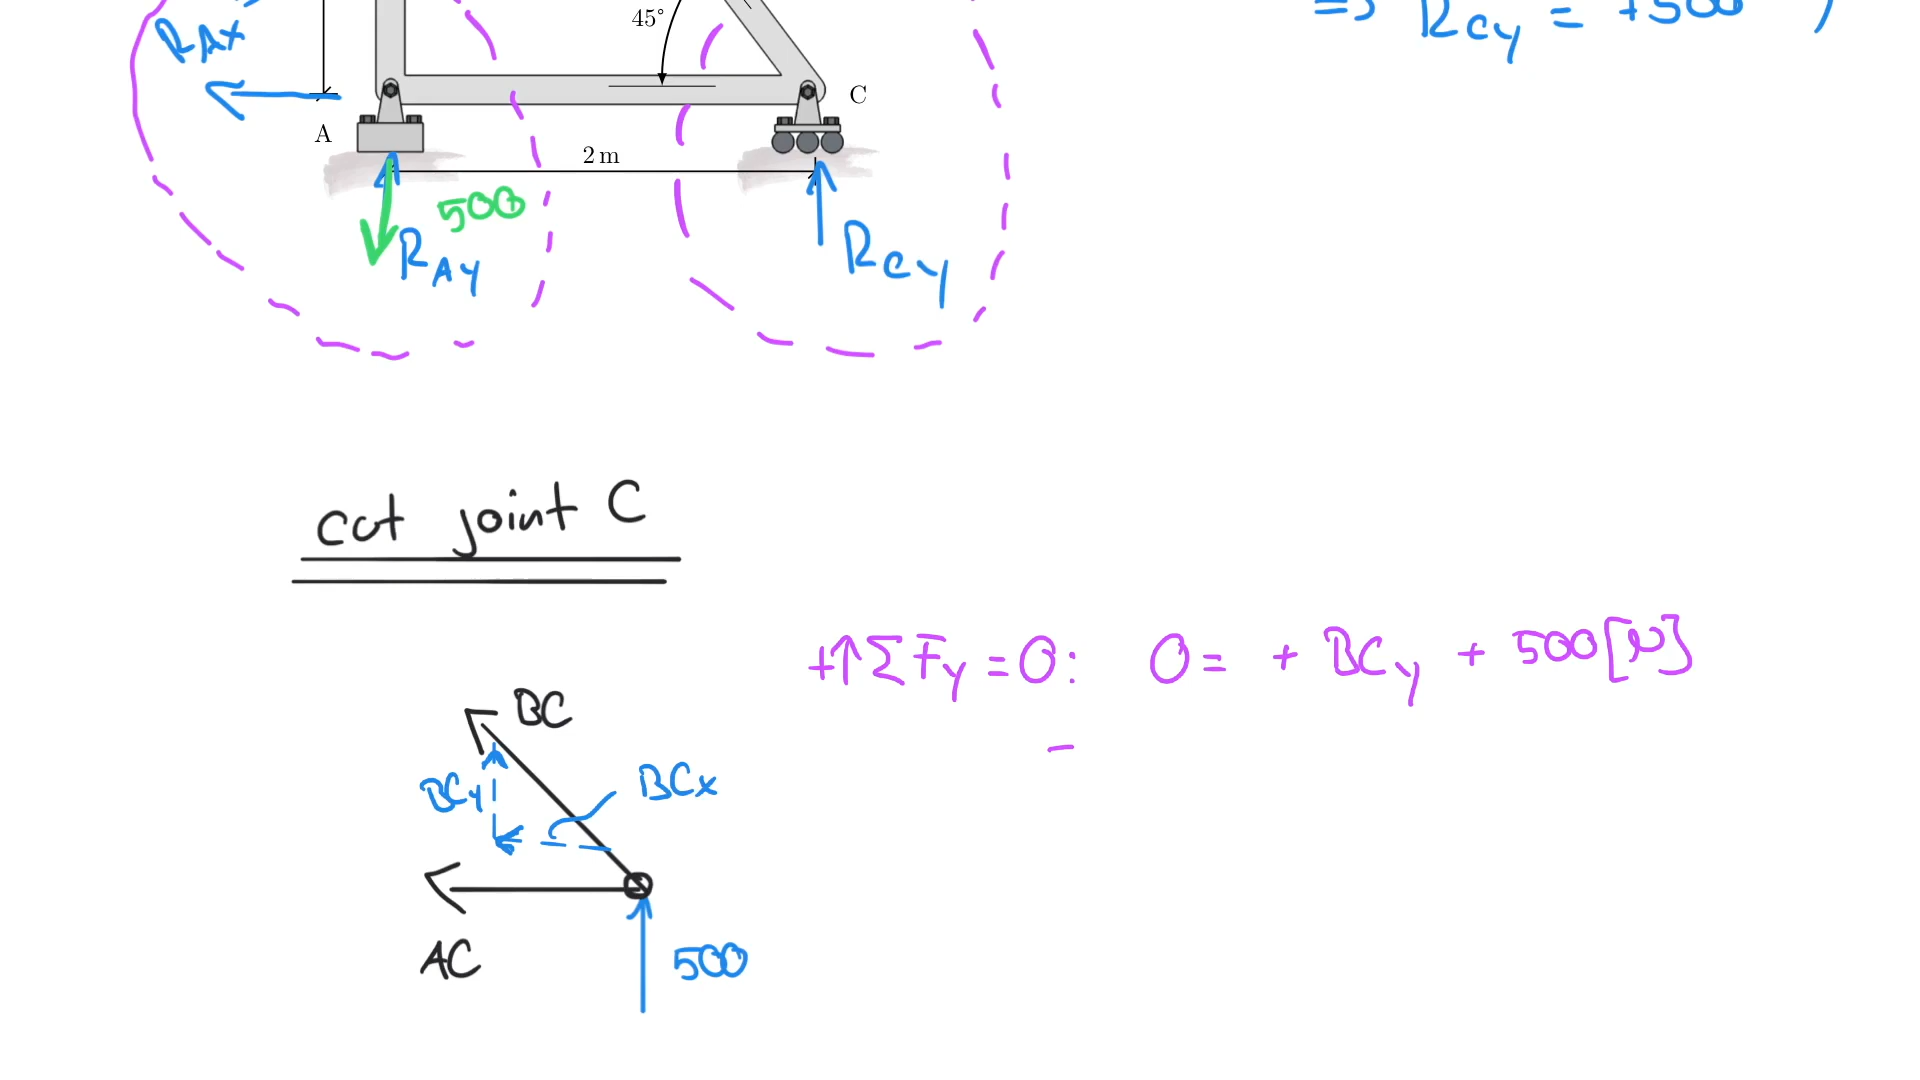 RAx
45°
=> RCy = +500
C
A
2 m
500
RAy
RCy
cut joint C
+↑ΣFy=0: 0= + BCy + 500[N]
BC
BCy
BCx
AC
500